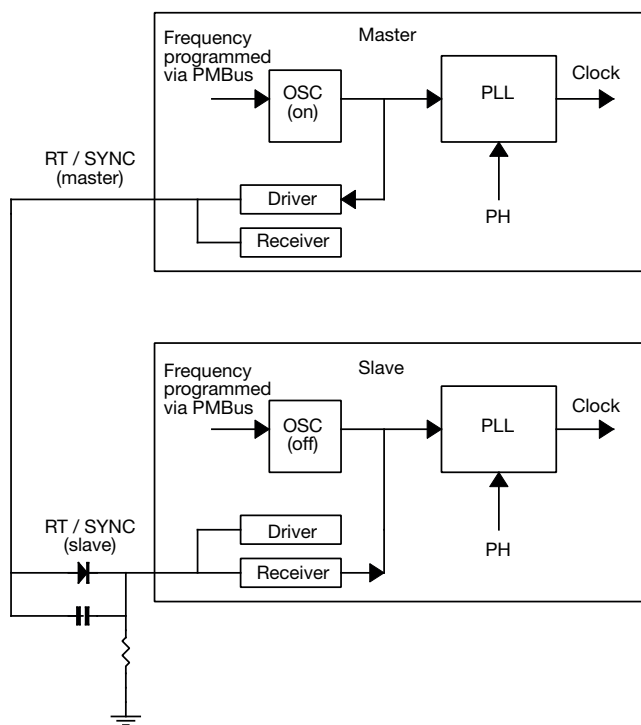 Frequency
programmed
via PMBus
Master
OSC
(on)
PLL
Clock
RT / SYNC
(master)
Driver
Receiver
PH
Frequency
programmed
via PMBus
Slave
OSC
(off)
PLL
Clock
RT / SYNC
(slave)
Driver
Receiver
PH